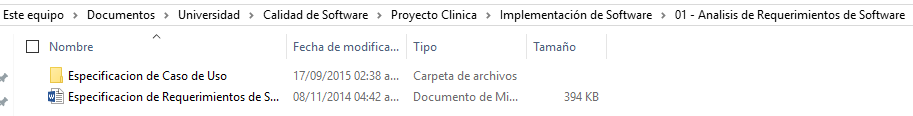 Este equipo > Documentos > Universidad > Calidad de Software > Proyecto Clinica > Implementación de Software > 01 - Analisis de Requerimientos de Software
Nombre Fecha de modifica... Tipo Tamaño
Especificacion de Caso de Uso 17/09/2015 02:38 a... Carpeta de archivos
Especificacion de Requerimientos de S... 08/11/2014 04:42 a... Documento de Mi... 394 KB